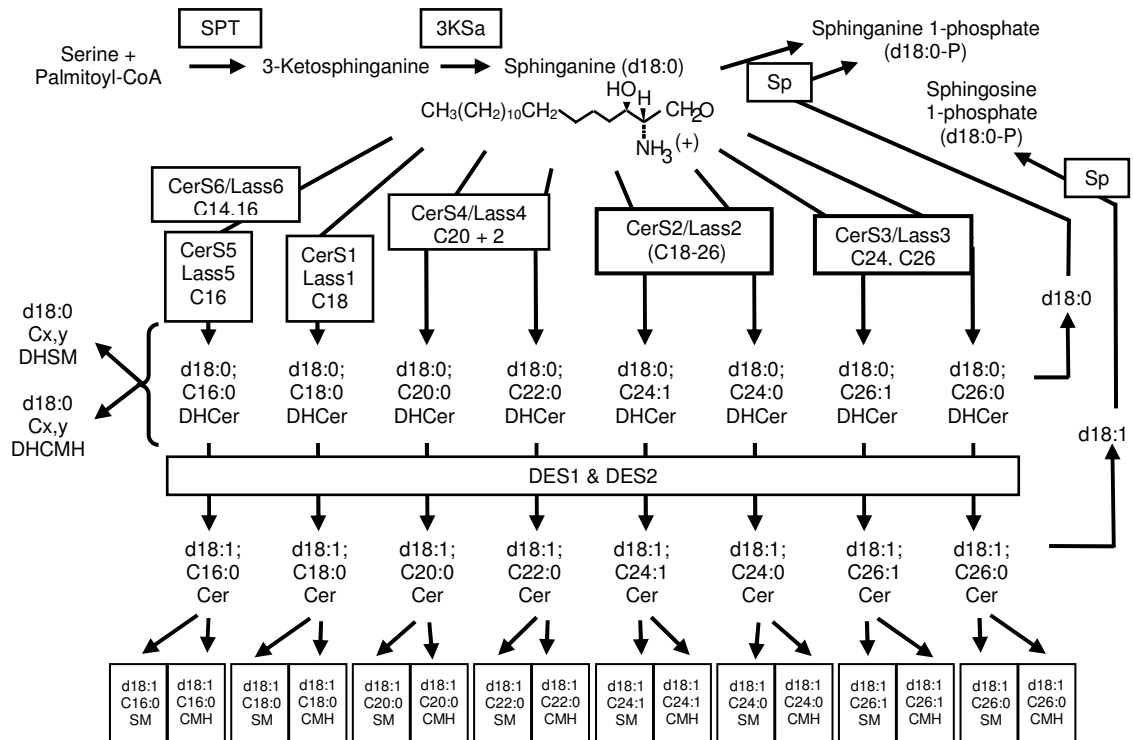 SPT
3KSa
Serine +
Palmitoyl-CoA
3-Ketosphinganine
Sphinganine (d18:0)
Sphinganine 1-phosphate
(d18:0-P)
Sp
Sphingosine
1-phosphate
(d18:0-P)
Sp
HO
H
CH3(CH2)10CH2
CH2O
NH3(+)
CerS6/Lass6
C14,16
CerS5
Lass5
C16
CerS1
Lass1
C18
CerS4/Lass4
C20 + 2
CerS2/Lass2
(C18-26)
CerS3/Lass3
C24, C26
d18:0
d18:1
d18:0
Cx,y
DHSM
d18:0
Cx,y
DHCMH
d18:0; d18:0; d18:0; d18:0; d18:0; d18:0; d18:0; d18:0;
C16:0 C18:0 C20:0 C22:0 C24:1 C24:0 C26:1 C26:0
DHCer DHCer DHCer DHCer DHCer DHCer DHCer DHCer
DES1 & DES2
d18:1; d18:1; d18:1; d18:1; d18:1; d18:1; d18:1; d18:1;
C16:0 C18:0 C20:0 C22:0 C24:1 C24:0 C26:1 C26:0
Cer Cer Cer Cer Cer Cer Cer Cer
d18:1 d18:1 d18:1 d18:1 d18:1 d18:1 d18:1 d18:1 d18:1 d18:1 d18:1 d18:1 d18:1 d18:1 d18:1 d18:1
C16:0 C16:0 C18:0 C18:0 C20:0 C20:0 C22:0 C22:0 C24:1 C24:1 C24:0 C24:0 C26:1 C26:1 C26:0 C26:0
SM CMH SM CMH SM CMH SM CMH SM CMH SM CMH SM CMH SM CMH